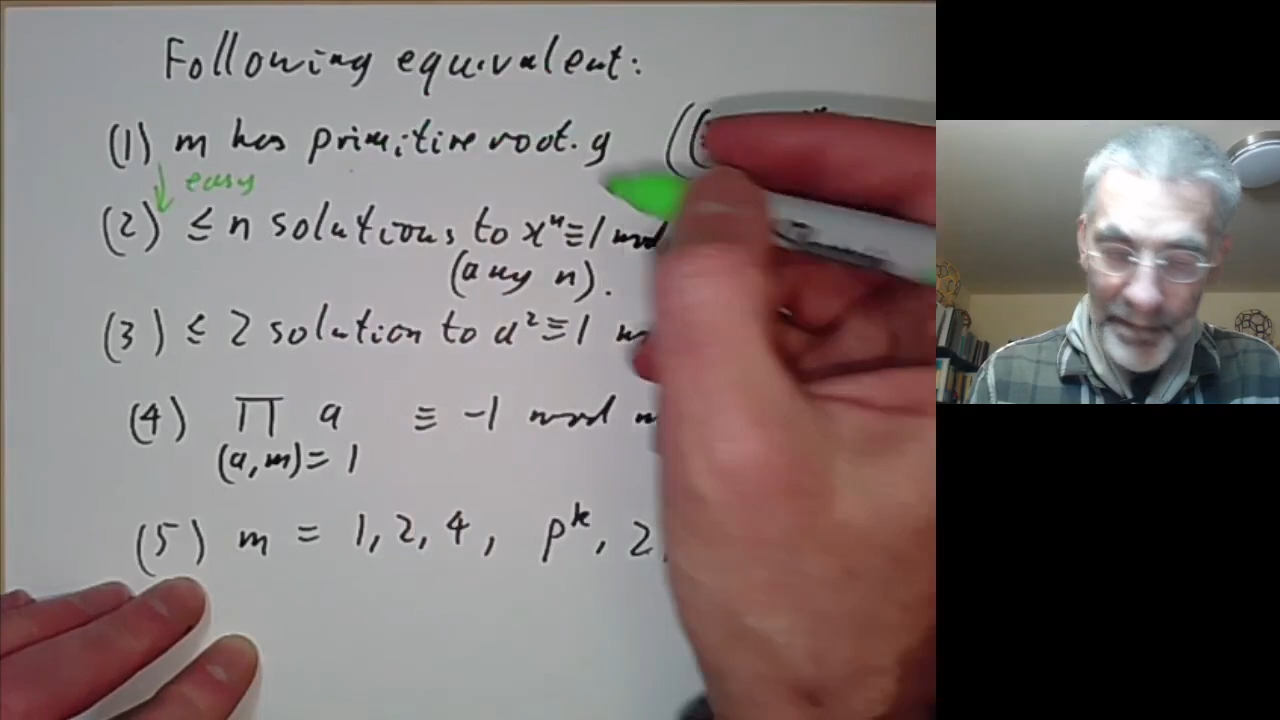 Following equivalent:
(1) m has primitive root. g ((
easy
(2) ≤ n solutions to xⁿ≡1 mod
(any n).
(3) ≤ 2 solution to a²≡1
(4) ∏ a ≡ -1 mod
(a,m)= 1
(5) m = 1, 2, 4, pᵏ, 2